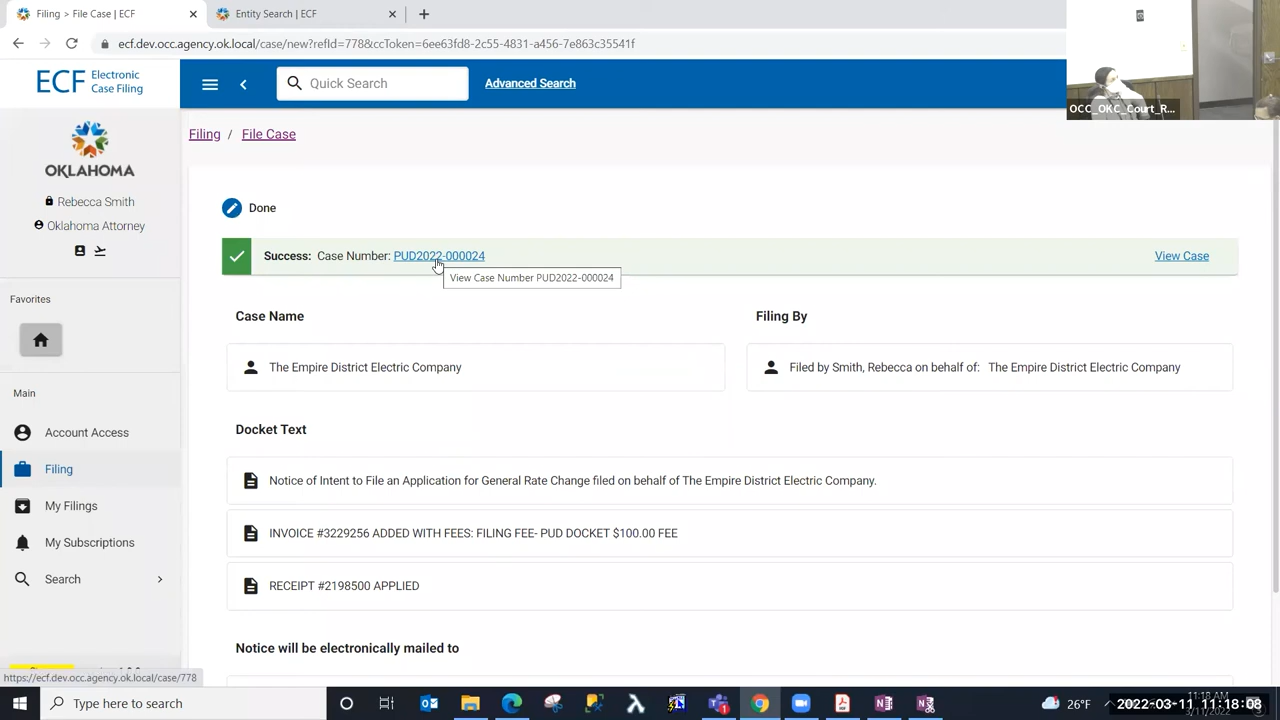 Filing > File Case | ECF
Entity Search | ECF
ecf.dev.occ.agency.ok.local/case/new?refId=778&ccToken=6ee63fd8-2c55-4831-a456-7e863c35541f
ECF Electronic
Case Filing
Quick Search
Advanced Search
OCC_OKC_Court_R...
OKLAHOMA
Rebecca Smith
Oklahoma Attorney
Favorites
Main
Account Access
Filing
My Filings
My Subscriptions
Search
Filing / File Case
Done
Success: Case Number: PUD2022-000024
View Case
View Case Number PUD2022-000024
Case Name
Filing By
The Empire District Electric Company
Filed by Smith, Rebecca on behalf of: The Empire District Electric Company
Docket Text
Notice of Intent to File an Application for General Rate Change filed on behalf of The Empire District Electric Company.
INVOICE #3229256 ADDED WITH FEES: FILING FEE- PUD DOCKET $100.00 FEE
RECEIPT #2198500 APPLIED
Notice will be electronically mailed to
https://ecf.dev.occ.agency.ok.local/case/778
Type here to search
26°F
11:18 AM
2022-03-11 11:18:08
3/11/2022